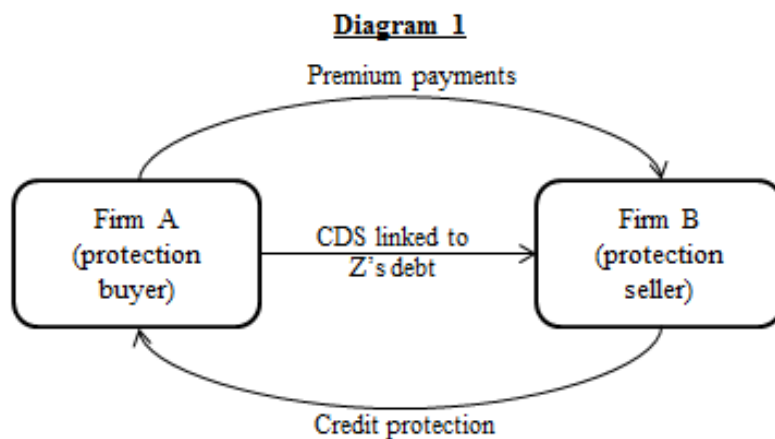 Diagram 1
Premium payments
Firm A
(protection
buyer)
CDS linked to
Z's debt
Firm B
(protection
seller)
Credit protection